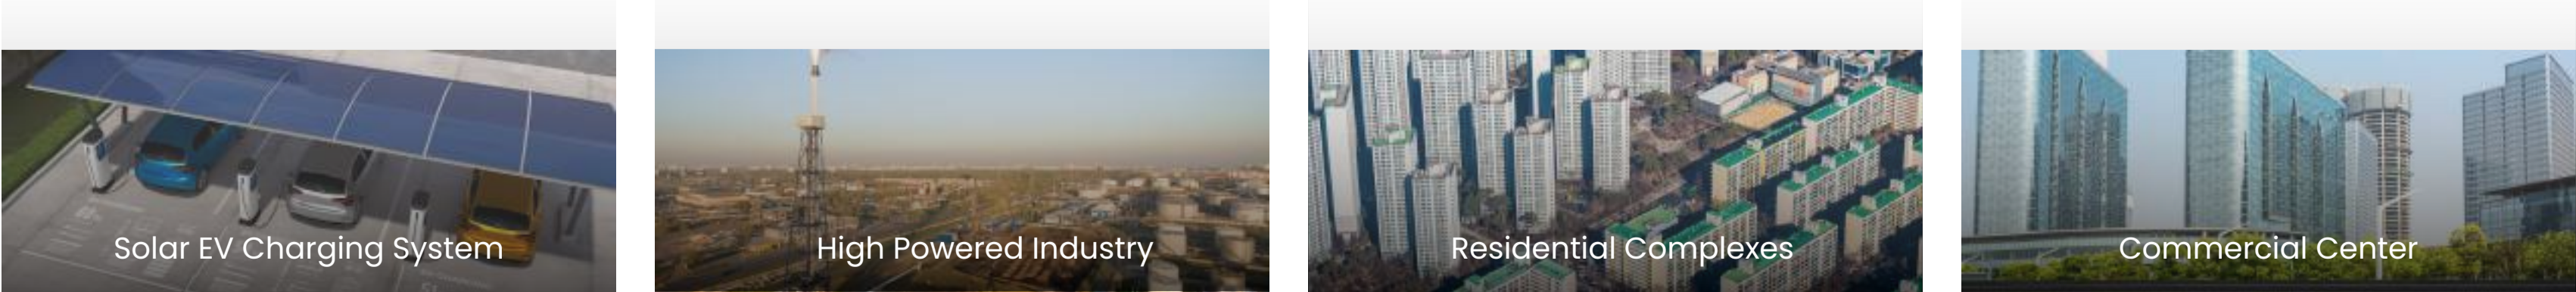 Solar EV Charging System
High Powered Industry
Residential Complexes
Commercial Center